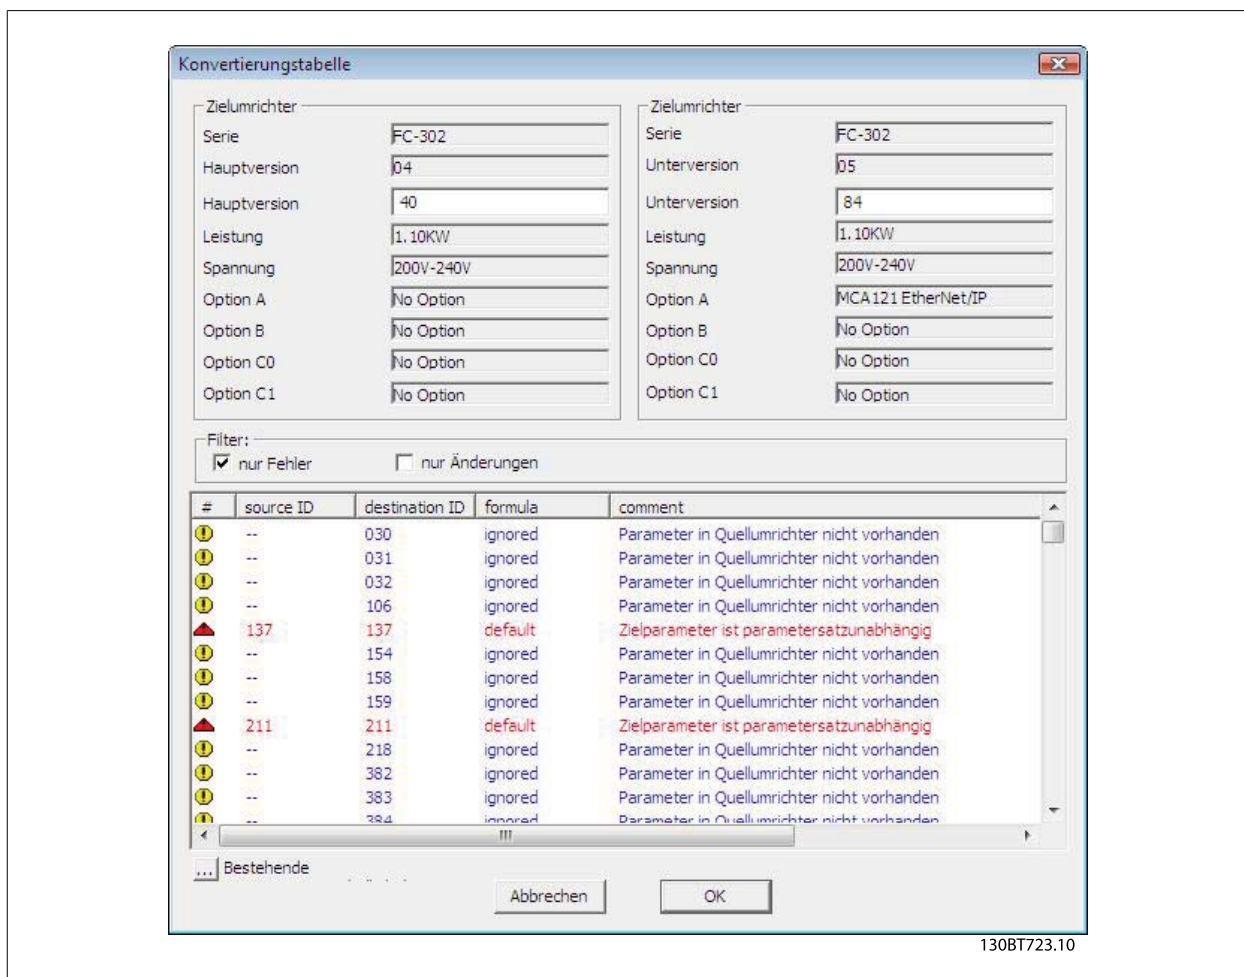 Konvertierungstabelle
Zielumrichter
Serie FC-302
Hauptversion 04
Hauptversion 40
Leistung 1.10KW
Spannung 200V-240V
Option A No Option
Option B No Option
Option C0 No Option
Option C1 No Option
Zielumrichter
Serie FC-302
Unterversion 05
Unterversion 84
Leistung 1.10KW
Spannung 200V-240V
Option A MCA121 EtherNet/IP
Option B No Option
Option C0 No Option
Option C1 No Option
Filter:
nur Fehler nur Änderungen
# source ID destination ID formula comment
-- 030 ignored Parameter in Quellumrichter nicht vorhanden
-- 031 ignored Parameter in Quellumrichter nicht vorhanden
-- 032 ignored Parameter in Quellumrichter nicht vorhanden
-- 106 ignored Parameter in Quellumrichter nicht vorhanden
137 137 default Zielparameter ist parametersatzunabhängig
-- 154 ignored Parameter in Quellumrichter nicht vorhanden
-- 158 ignored Parameter in Quellumrichter nicht vorhanden
-- 159 ignored Parameter in Quellumrichter nicht vorhanden
211 211 default Zielparameter ist parametersatzunabhängig
-- 218 ignored Parameter in Quellumrichter nicht vorhanden
-- 382 ignored Parameter in Quellumrichter nicht vorhanden
-- 383 ignored Parameter in Quellumrichter nicht vorhanden
-- 384 ignored Parameter in Quellumrichter nicht vorhanden
... Bestehende
Abbrechen OK
130BT723.10